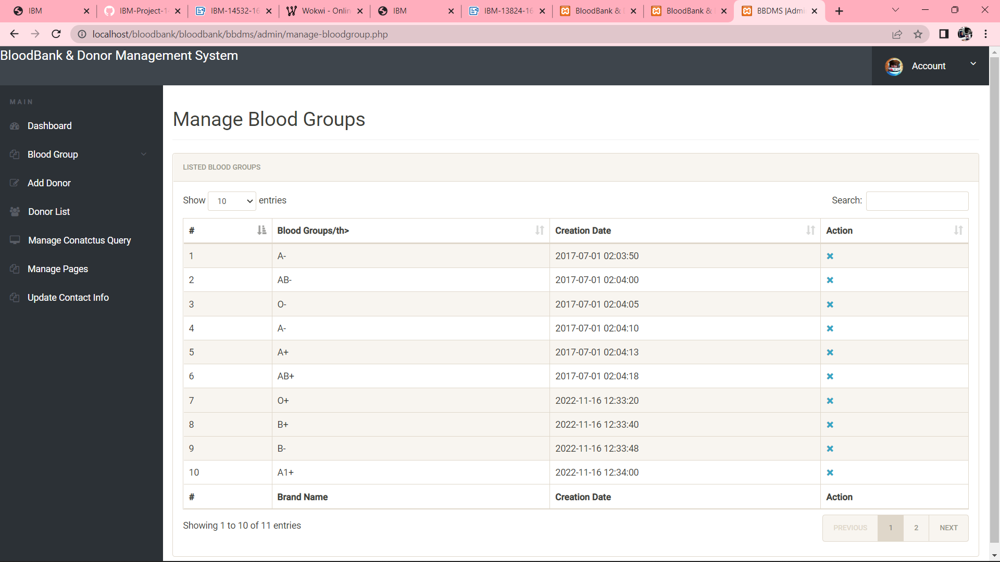 IBM
IBM-Project-1
IBM-14532-16
Wokwi - Onlin
IBM
IBM-13824-16
BloodBank &
BloodBank &
BBDMS |Admi
localhost/bloodbank/bloodbank/bbdms/admin/manage-bloodgroup.php
BloodBank & Donor Management System
Account
MAIN
Dashboard
Blood Group
Add Donor
Donor List
Manage Conatctus Query
Manage Pages
Update Contact Info
Manage Blood Groups
LISTED BLOOD GROUPS
Show 10 entries
Search:
# Blood Groups/th> Creation Date Action
1 A- 2017-07-01 02:03:50
2 AB- 2017-07-01 02:04:00
3 O- 2017-07-01 02:04:05
4 A- 2017-07-01 02:04:10
5 A+ 2017-07-01 02:04:13
6 AB+ 2017-07-01 02:04:18
7 O+ 2022-11-16 12:33:20
8 B+ 2022-11-16 12:33:40
9 B- 2022-11-16 12:33:48
10 A1+ 2022-11-16 12:34:00
# Brand Name Creation Date Action
Showing 1 to 10 of 11 entries
PREVIOUS 1 2 NEXT